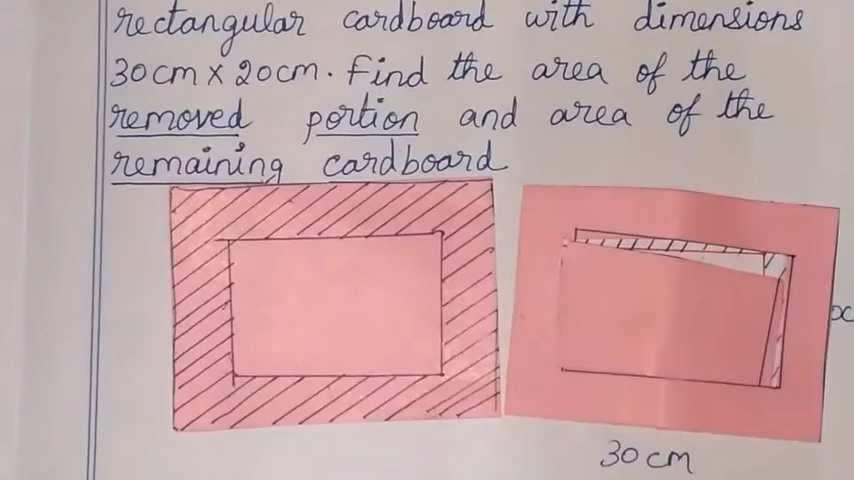 rectangular cardboard with dimensions
30cm x 20cm. Find the area of the
removed portion and area of the
remaining cardboard
30 cm